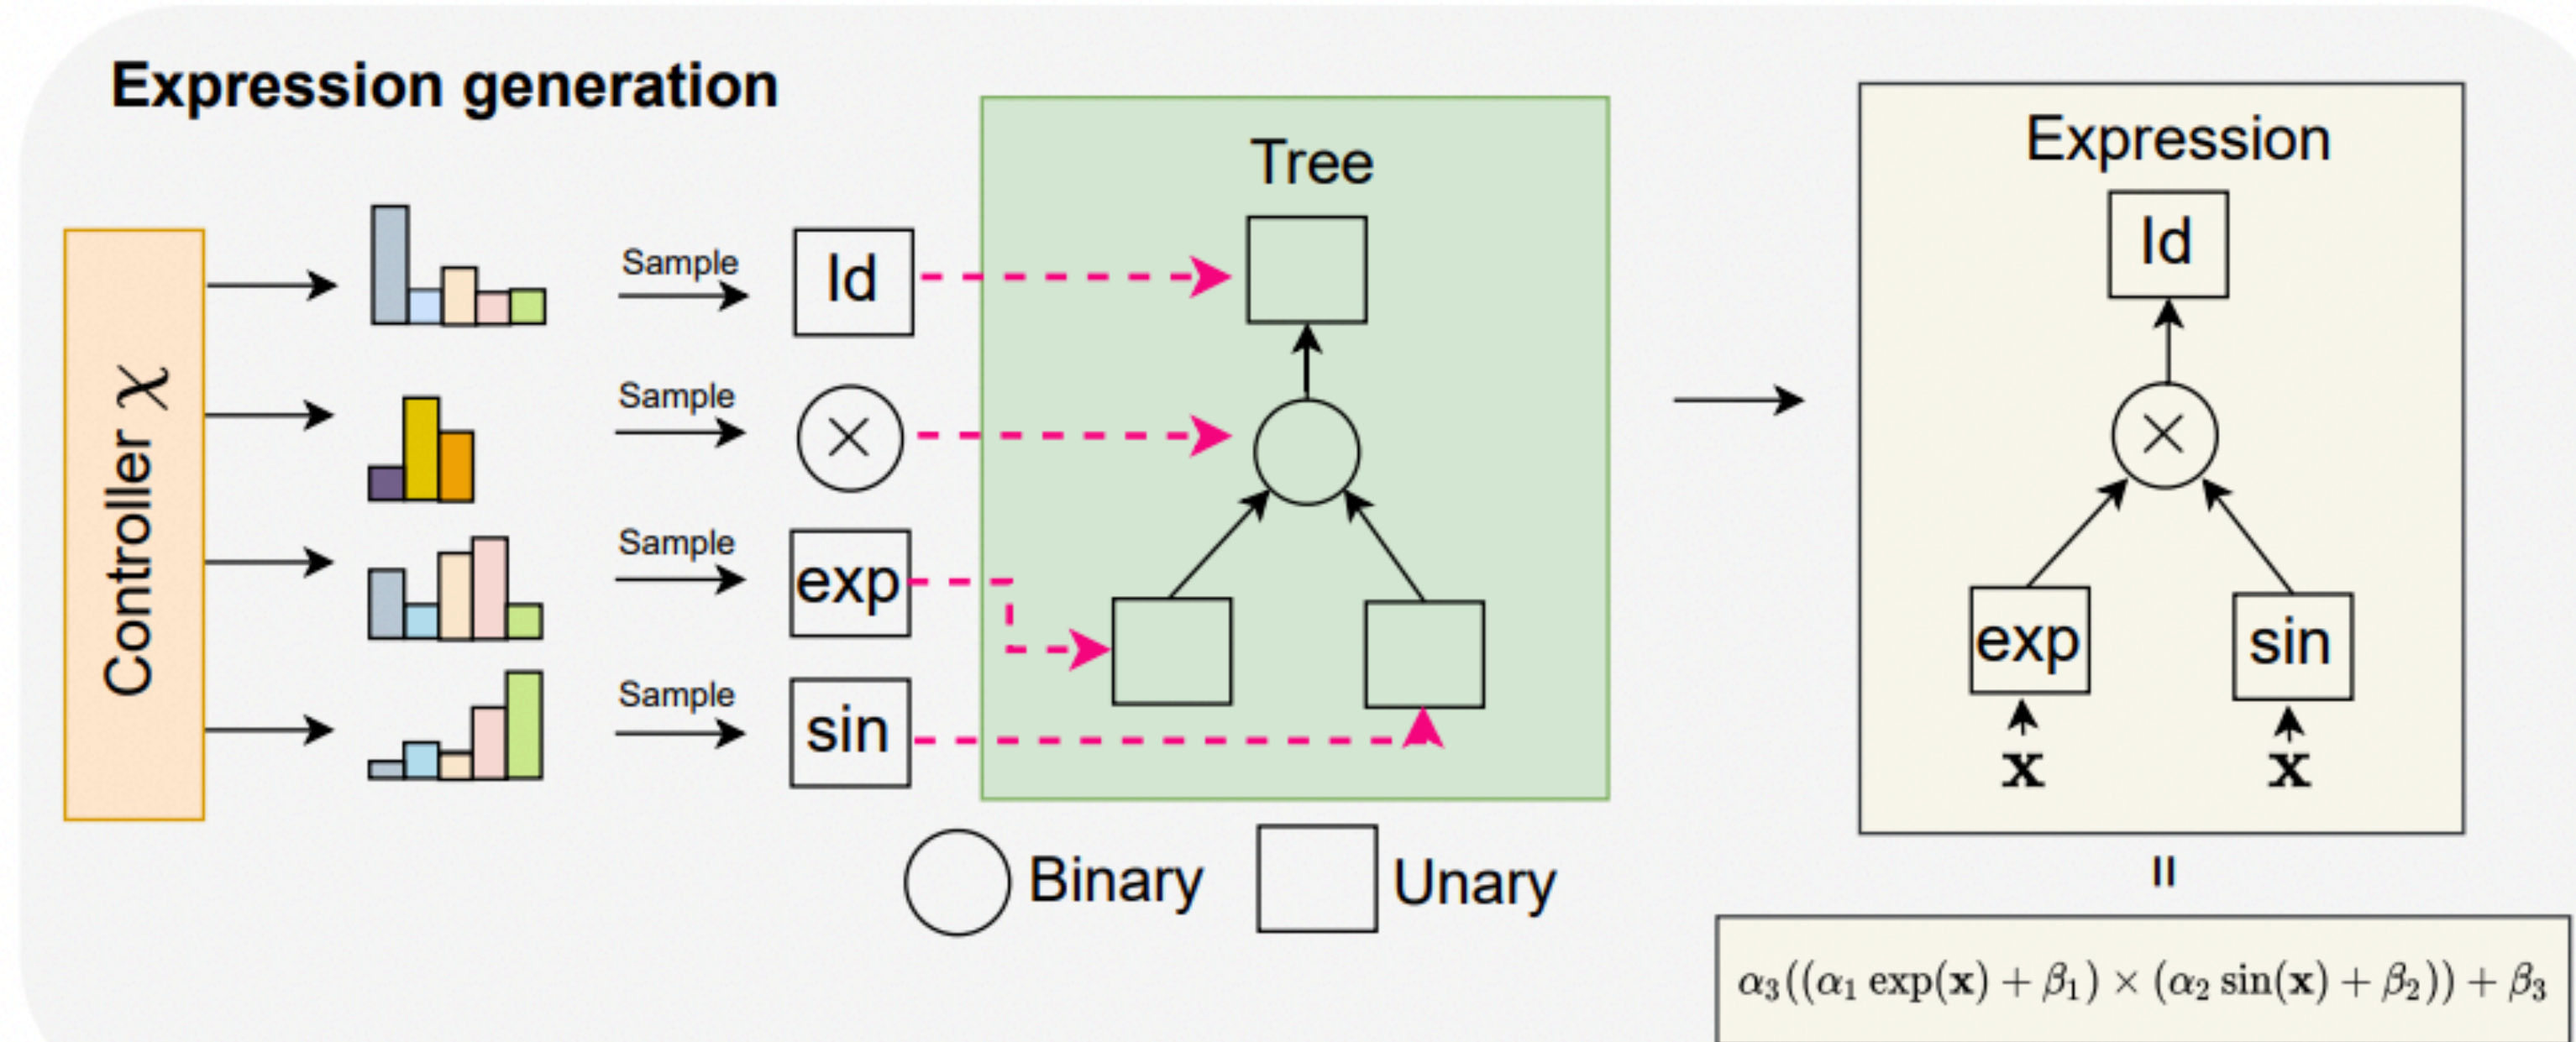 Expression generation
Controller χ
Sample
Id
Sample
×
Sample
exp
Sample
sin
Tree
Binary
Unary
Expression
Id
×
exp
sin
x
x
=
α₃((α₁ exp(x) + β₁) × (α₂ sin(x) + β₂)) + β₃